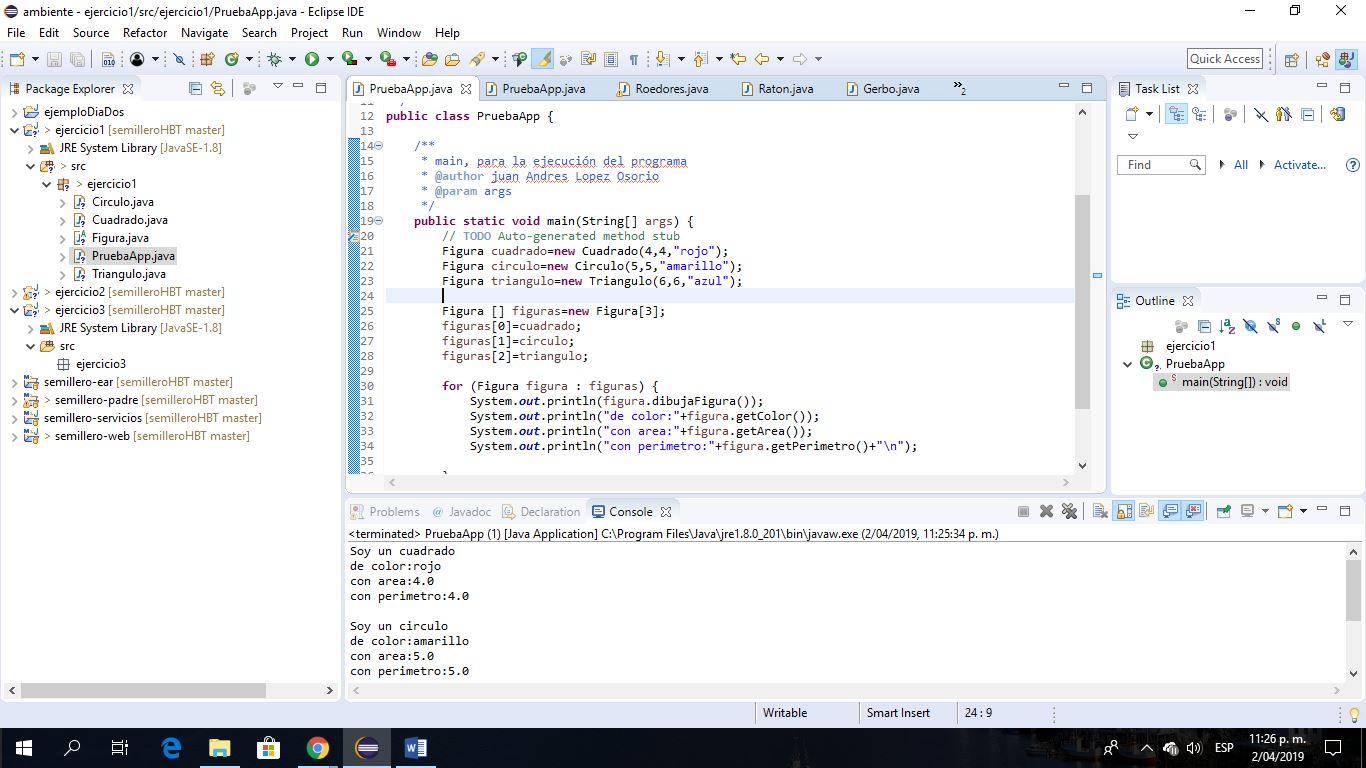 ambiente - ejercicio1/src/ejercicio1/PruebaApp.java - Eclipse IDE
File Edit Source Refactor Navigate Search Project Run Window Help
Quick Access
Package Explorer
ejemploDiaDos
> ejercicio1 [semilleroHBT master]
JRE System Library [JavaSE-1.8]
> src
> ejercicio1
Circulo.java
Cuadrado.java
Figura.java
PruebaApp.java
Triangulo.java
> ejercicio2 [semilleroHBT master]
> ejercicio3 [semilleroHBT master]
JRE System Library [JavaSE-1.8]
src
ejercicio3
semillero-ear [semilleroHBT master]
> semillero-padre [semilleroHBT master]
semillero-servicios [semilleroHBT master]
> semillero-web [semilleroHBT master]
PruebaApp.java PruebaApp.java Roedores.java Raton.java Gerbo.java »2
12 public class PruebaApp {
13
14 /**
15 * main, para la ejecución del programa
16 * @author juan Andres Lopez Osorio
17 * @param args
18 */
19 public static void main(String[] args) {
20 // TODO Auto-generated method stub
21 Figura cuadrado=new Cuadrado(4,4,"rojo");
22 Figura circulo=new Circulo(5,5,"amarillo");
23 Figura triangulo=new Triangulo(6,6,"azul");
24
25 Figura [] figuras=new Figura[3];
26 figuras[0]=cuadrado;
27 figuras[1]=circulo;
28 figuras[2]=triangulo;
29
30 for (Figura figura : figuras) {
31 System.out.println(figura.dibujaFigura());
32 System.out.println("de color:"+figura.getColor());
33 System.out.println("con area:"+figura.getArea());
34 System.out.println("con perimetro:"+figura.getPerimetro()+"\n");
35
Task List
Find All Activate...
Outline
ejercicio1
PruebaApp
main(String[]) : void
Problems Javadoc Declaration Console
<terminated> PruebaApp (1) [Java Application] C:\Program Files\Java\jre1.8.0_201\bin\javaw.exe (2/04/2019, 11:25:34 p. m.)
Soy un cuadrado
de color:rojo
con area:4.0
con perimetro:4.0
Soy un circulo
de color:amarillo
con area:5.0
con perimetro:5.0
Writable Smart Insert 24 : 9
ESP
11:26 p. m.
2/04/2019